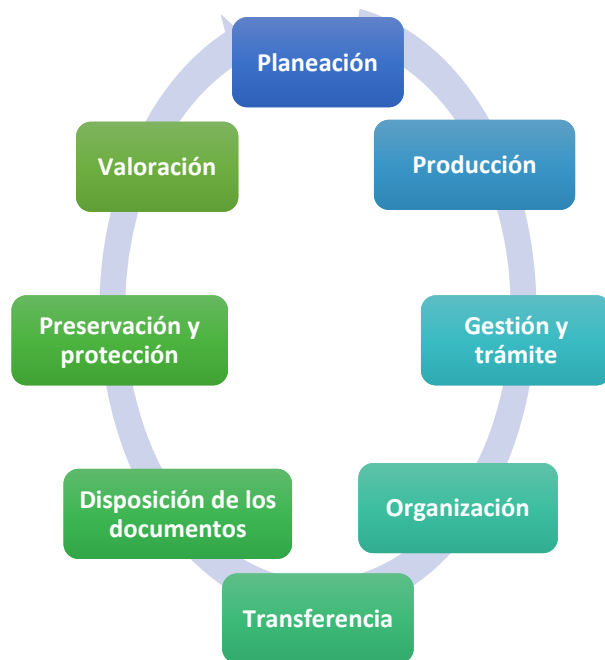 Planeación
Producción
Gestión y
trámite
Organización
Transferencia
Disposición de los
documentos
Preservación y
protección
Valoración